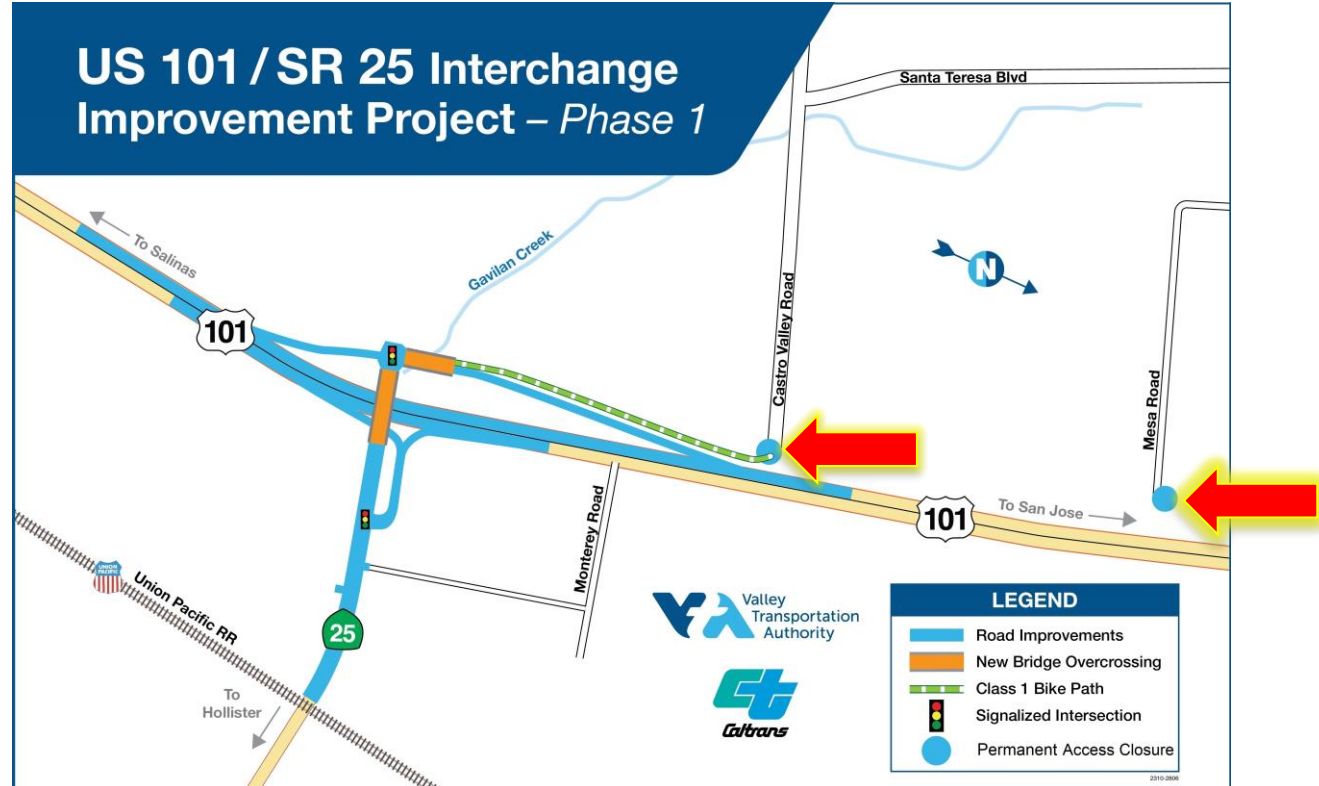 US 101 / SR 25 Interchange
Improvement Project – Phase 1
Santa Teresa Blvd
To Salinas
Gavilan Creek
N
101
Castro Valley Road
Mesa Road
To San Jose
101
Monterey Road
UNION
PACIFIC
Union Pacific RR
25
To
Hollister
Valley
Transportation
Authority
Caltrans
LEGEND
Road Improvements
New Bridge Overcrossing
Class 1 Bike Path
Signalized Intersection
Permanent Access Closure
2310-2806